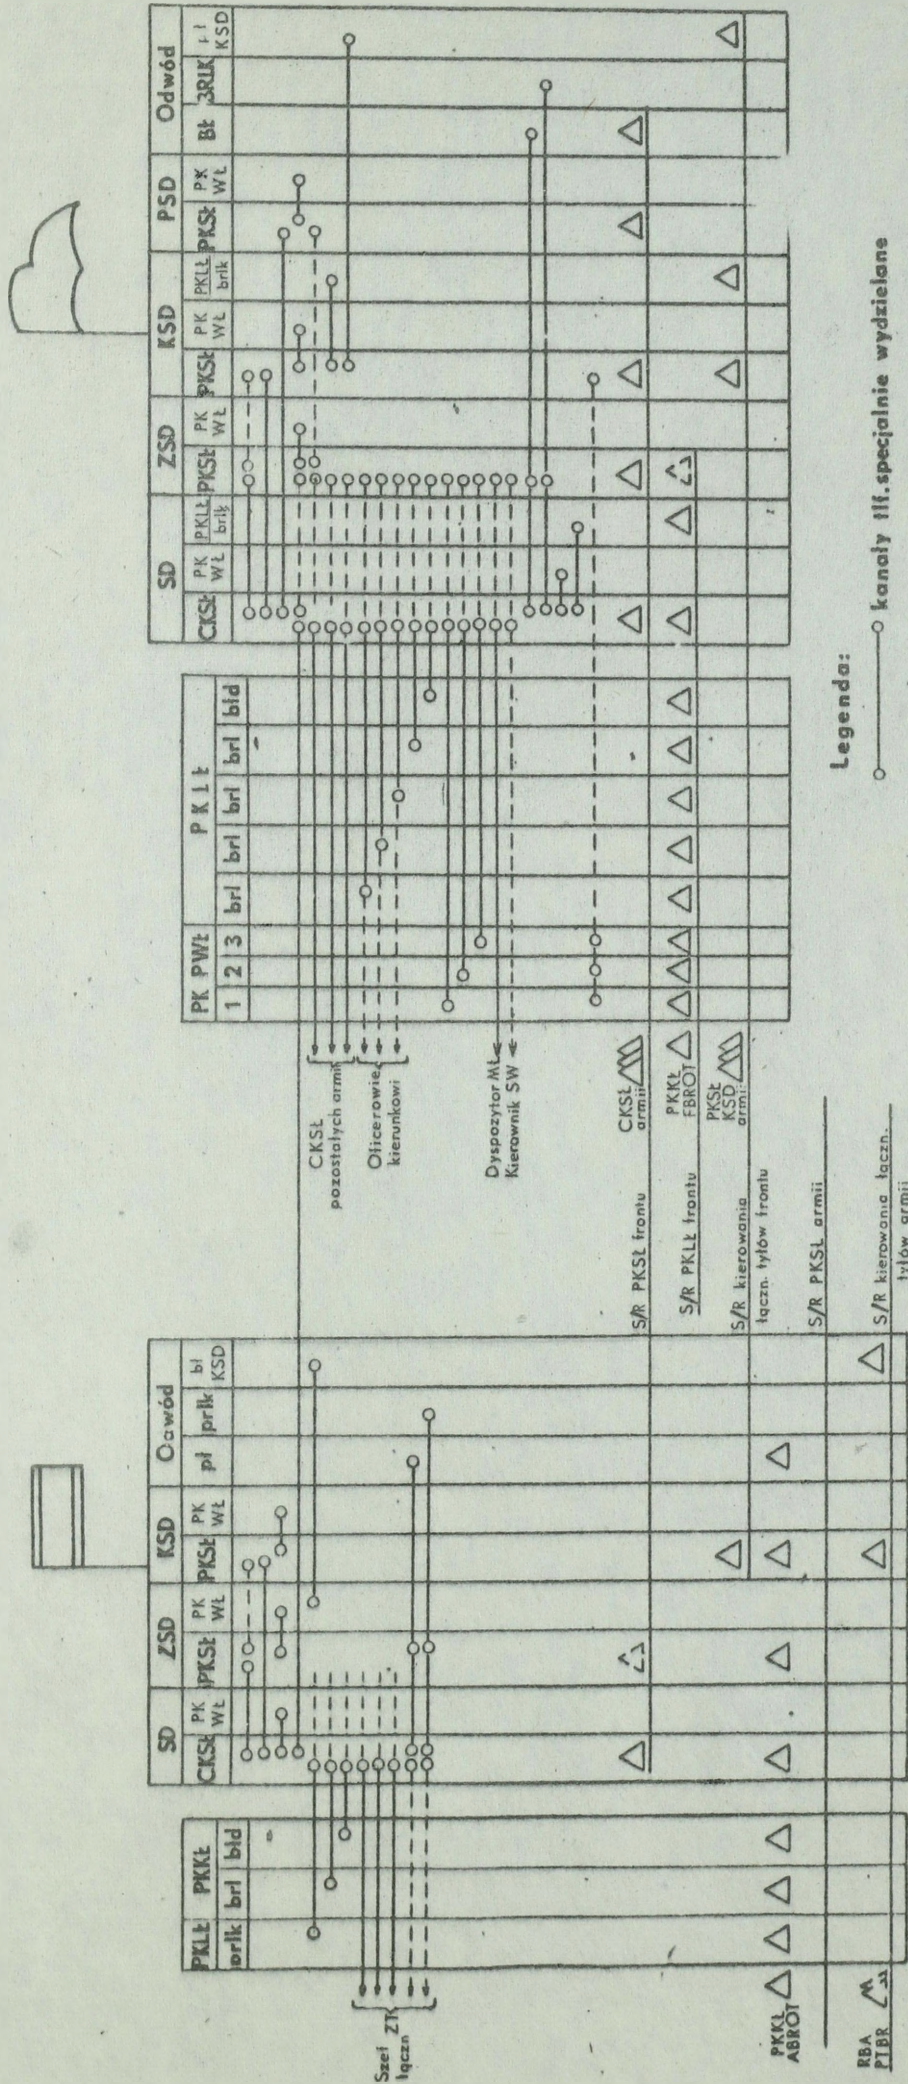 SD ZSD KSD PSD Odwód
CKSŁ PK WŁ PKLŁ brlk PKSŁ PK WŁ PKSŁ PK WŁ PKLŁ brlk PKSŁ PK WŁ BŁ KSD
PK PWŁ PKLŁ
1 2 3 brl brl brl brl bld
CKSŁ
pozostałych armii
Oficerowie
kierunkowi
Dyspozytor MŁ
Kierownik SW
S/R PKSŁ frontu
CKSŁ
armii
S/R PKLŁ frontu
PKKŁ
FBROT
S/R kierowania
łączn. tyłów frontu
PKSŁ
KSD
armii
S/R PKSŁ armii
S/R kierowania łączn.
tyłów armii
SD ZSD KSD
CKSŁ PK WŁ PKSŁ PK WŁ PKSŁ PK WŁ pł prlk bł KSD
PKLŁ PKKŁ
brl bld
Szef ZT
łączn
PKKŁ
ABROT
RBA
PTBR
Legenda:
kanały tlf. specjalnie wydzielane